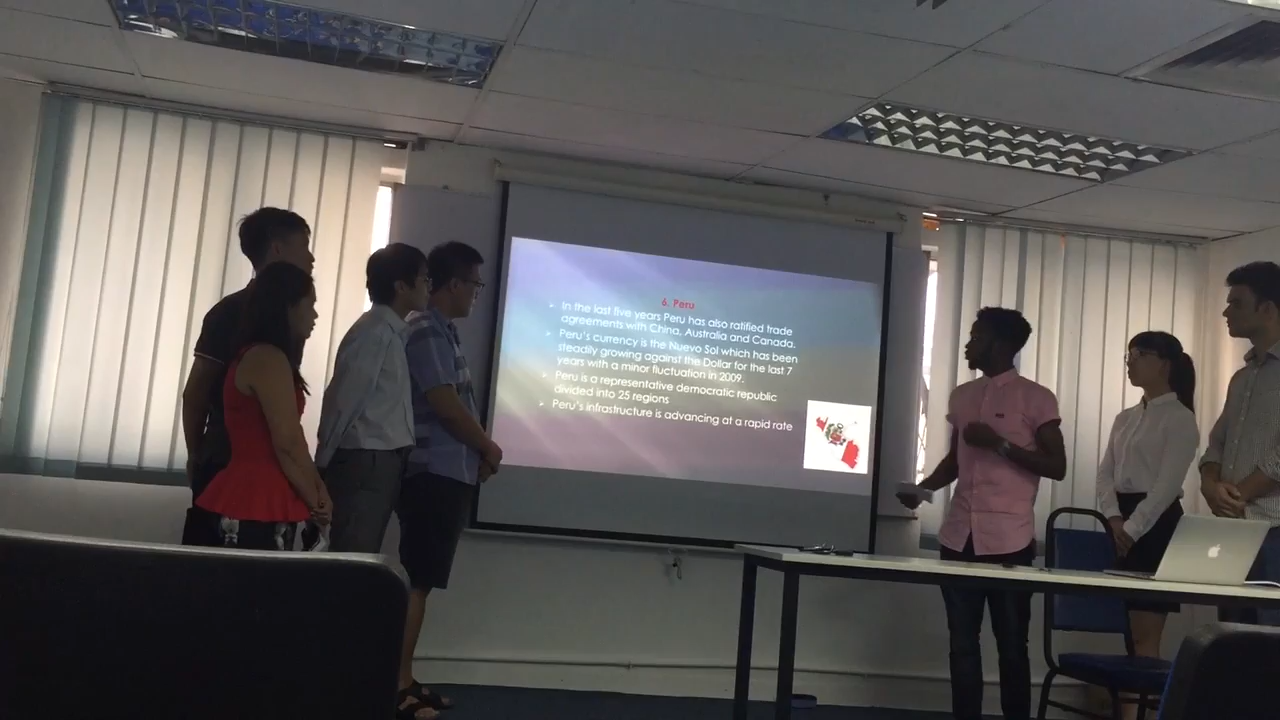 6. Peru
In the last five years Peru has also ratified trade
agreements with China, Australia and Canada.
Peru's currency is the Nuevo Sol which has been
steadily growing against the Dollar for the last 7
years with a minor fluctuation in 2009.
Peru is a representative democratic republic
divided into 25 regions
Peru's infrastructure is advancing at a rapid rate